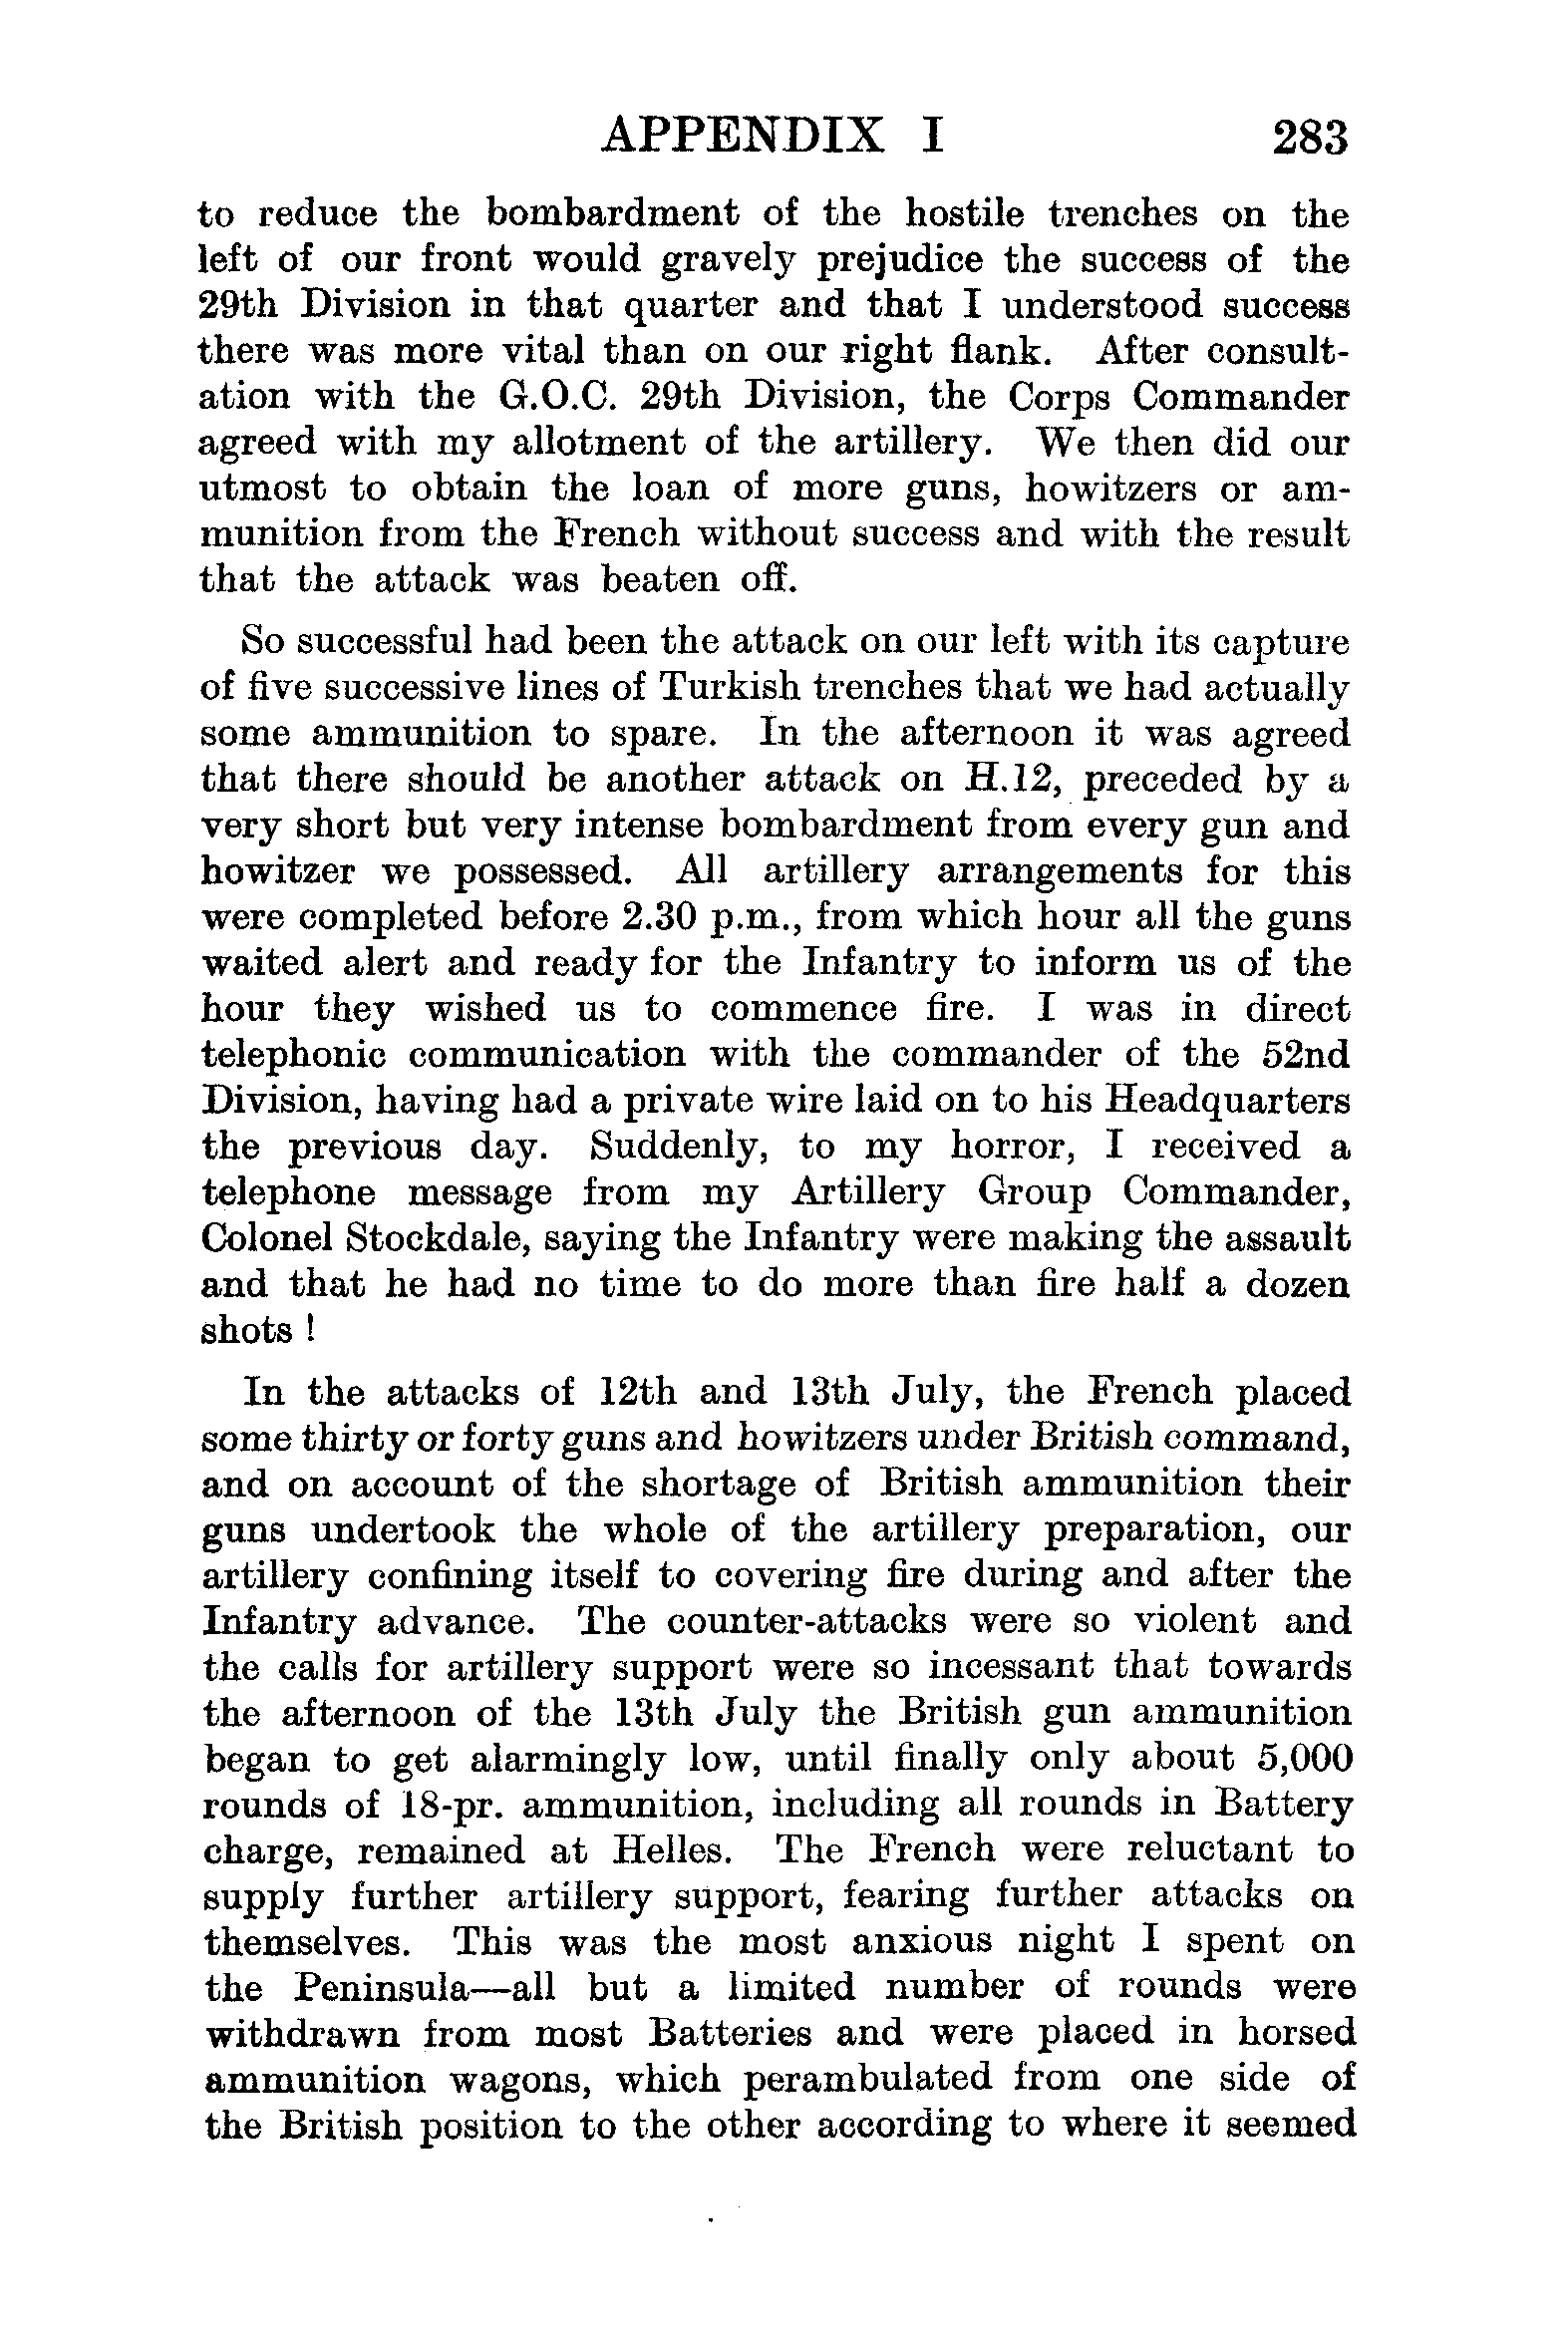 APPENDIX I 283
to reduce the bombardment of the hostile trenches on the
left of our front would gravely prejudice the success of the
29th Division in that quarter and that I understood success
there was more vital than on our right flank. After consult-
ation with the G.O.C. 29th Division, the Corps Commander
agreed with my allotment of the artillery. We then did our
utmost to obtain the loan of more guns, howitzers or am-
munition from the French without success and with the result
that the attack was beaten off.
So successful had been the attack on our left with its capture
of five successive lines of Turkish trenches that we had actually
some ammunition to spare. In the afternoon it was agreed
that there should be another attack on H.12, preceded by a
very short but very intense bombardment from every gun and
howitzer we possessed. All artillery arrangements for this
were completed before 2.30 p.m., from which hour all the guns
waited alert and ready for the Infantry to inform us of the
hour they wished us to commence fire. I was in direct
telephonic communication with the commander of the 52nd
Division, having had a private wire laid on to his Headquarters
the previous day. Suddenly, to my horror, I received a
telephone message from my Artillery Group Commander,
Colonel Stockdale, saying the Infantry were making the assault
and that he had no time to do more than fire half a dozen
shots !
In the attacks of 12th and 13th July, the French placed
some thirty or forty guns and howitzers under British command,
and on account of the shortage of British ammunition their
guns undertook the whole of the artillery preparation, our
artillery confining itself to covering fire during and after the
Infantry advance. The counter-attacks were so violent and
the calls for artillery support were so incessant that towards
the afternoon of the 13th July the British gun ammunition
began to get alarmingly low, until finally only about 5,000
rounds of 18-pr. ammunition, including all rounds in Battery
charge, remained at Helles. The French were reluctant to
supply further artillery support, fearing further attacks on
themselves. This was the most anxious night I spent on
the Peninsula—all but a limited number of rounds were
withdrawn from most Batteries and were placed in horsed
ammunition wagons, which perambulated from one side of
the British position to the other according to where it seemed